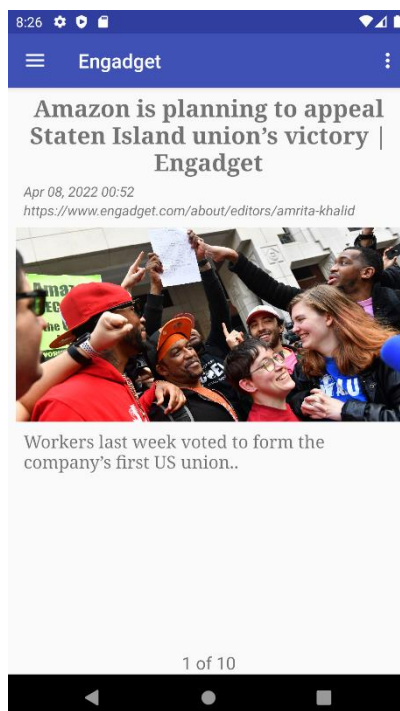 8:26
Engadget
Amazon is planning to appeal
Staten Island union’s victory |
Engadget
Apr 08, 2022 00:52
https://www.engadget.com/about/editors/amrita-khalid
Amaz
the
Workers last week voted to form the
company’s first US union..
1 of 10